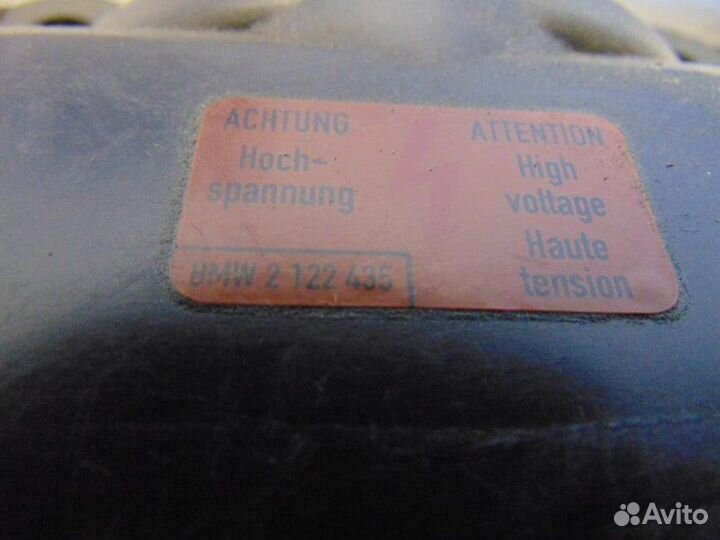 ACHTUNG
Hoch-
spannung
BMW 2 122 435
ATTENTION
High
voltage
Haute
tension
Avito